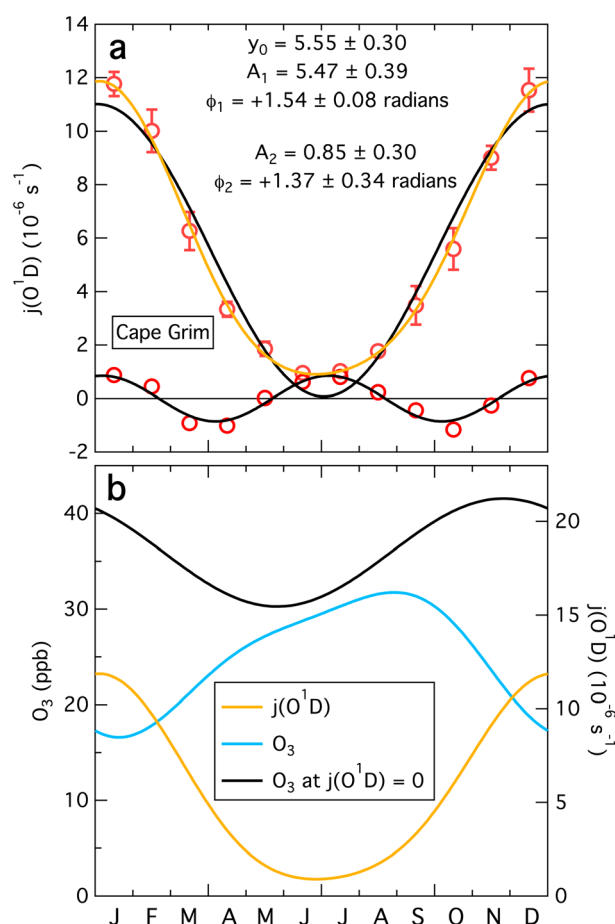 a
y₀ = 5.55 ± 0.30
A₁ = 5.47 ± 0.39
ϕ₁ = +1.54 ± 0.08 radians
A₂ = 0.85 ± 0.30
ϕ₂ = +1.37 ± 0.34 radians
14
12
10
8
6
4
2
0
-2
j(O¹D) (10⁻⁶ s⁻¹)
Cape Grim
b
40
30
20
10
0
O₃ (ppb)
20
15
10
5
0
j(O¹D) (10⁻⁶ s⁻¹)
j(O¹D)
O₃
O₃ at j(O¹D) = 0
J F M A M J J A S O N D